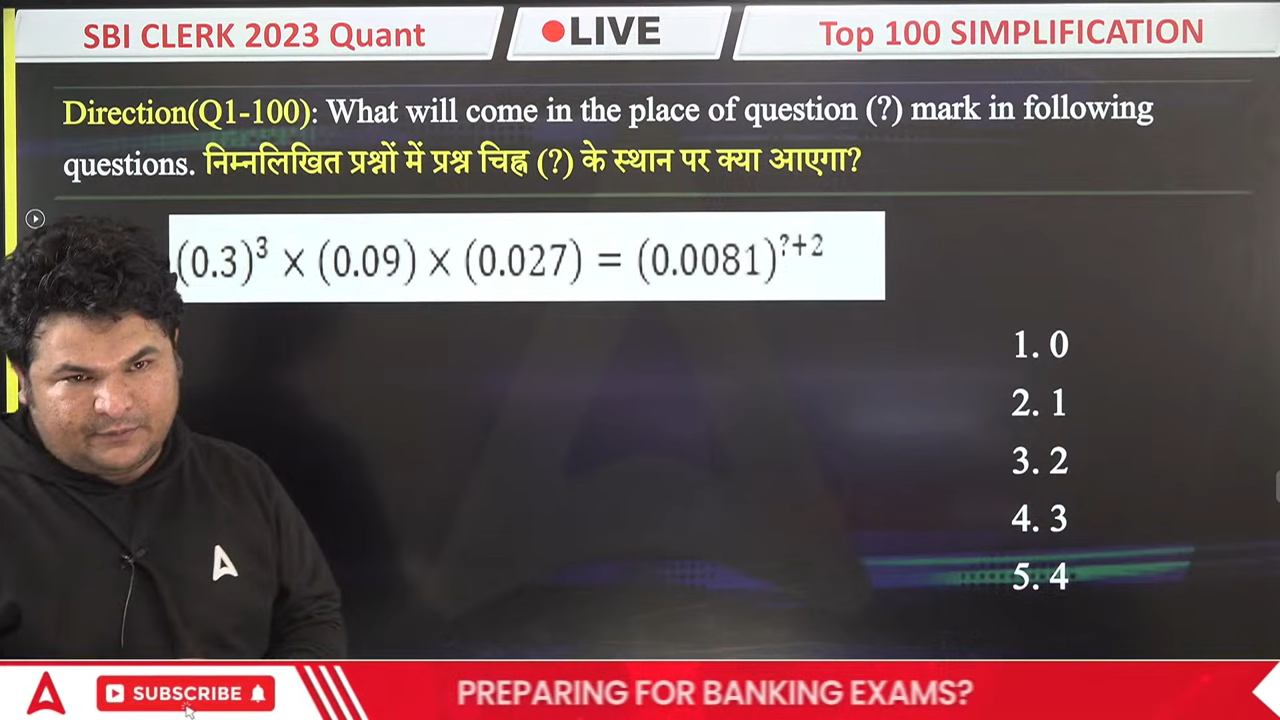 SBI CLERK 2023 Quant
LIVE
Top 100 SIMPLIFICATION
Direction(Q1-100): What will come in the place of question (?) mark in following
questions. निम्नलिखित प्रश्नों में प्रश्न चिह्न (?) के स्थान पर क्या आएगा?
(0.3)³ × (0.09) × (0.027) = (0.0081)^?+2
1. 0
2. 1
3. 2
4. 3
5. 4
SUBSCRIBE
PREPARING FOR BANKING EXAMS?